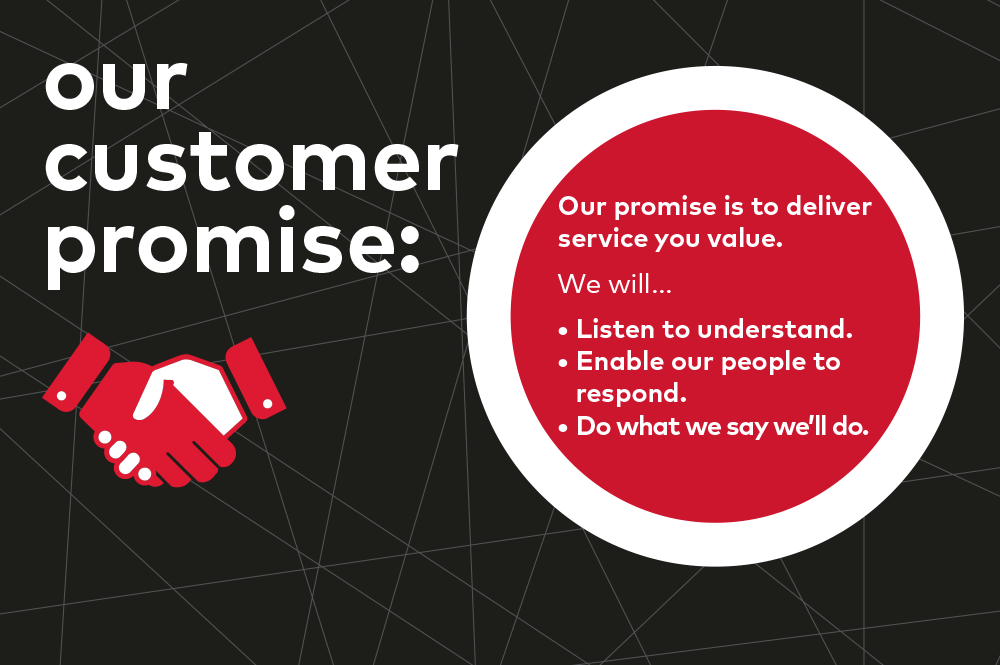 our
customer
promise:
Our promise is to deliver
service you value.
We will...
• Listen to understand.
• Enable our people to
respond.
• Do what we say we'll do.